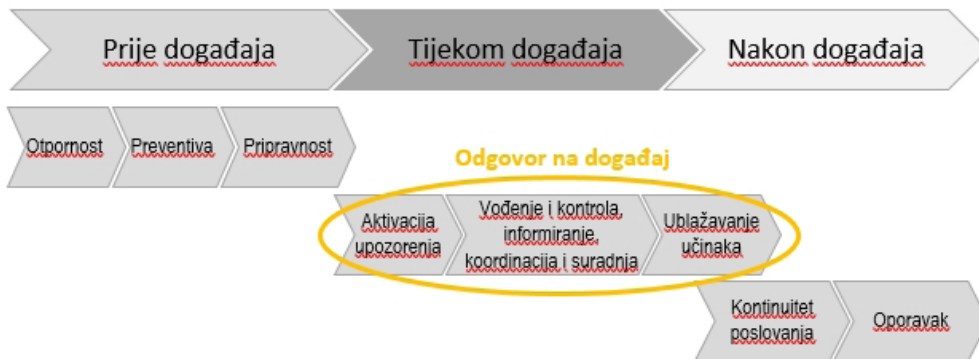 Prije događaja
Tijekom događaja
Nakon događaja
Otpornost
Preventiva
Pripravnost
Odgovor na događaj
Aktivacija
upozorenja
Vođenje i kontrola,
informiranje,
koordinacija i suradnja
Ublažavanje
učinaka
Kontinuitet
poslovanja
Oporavak